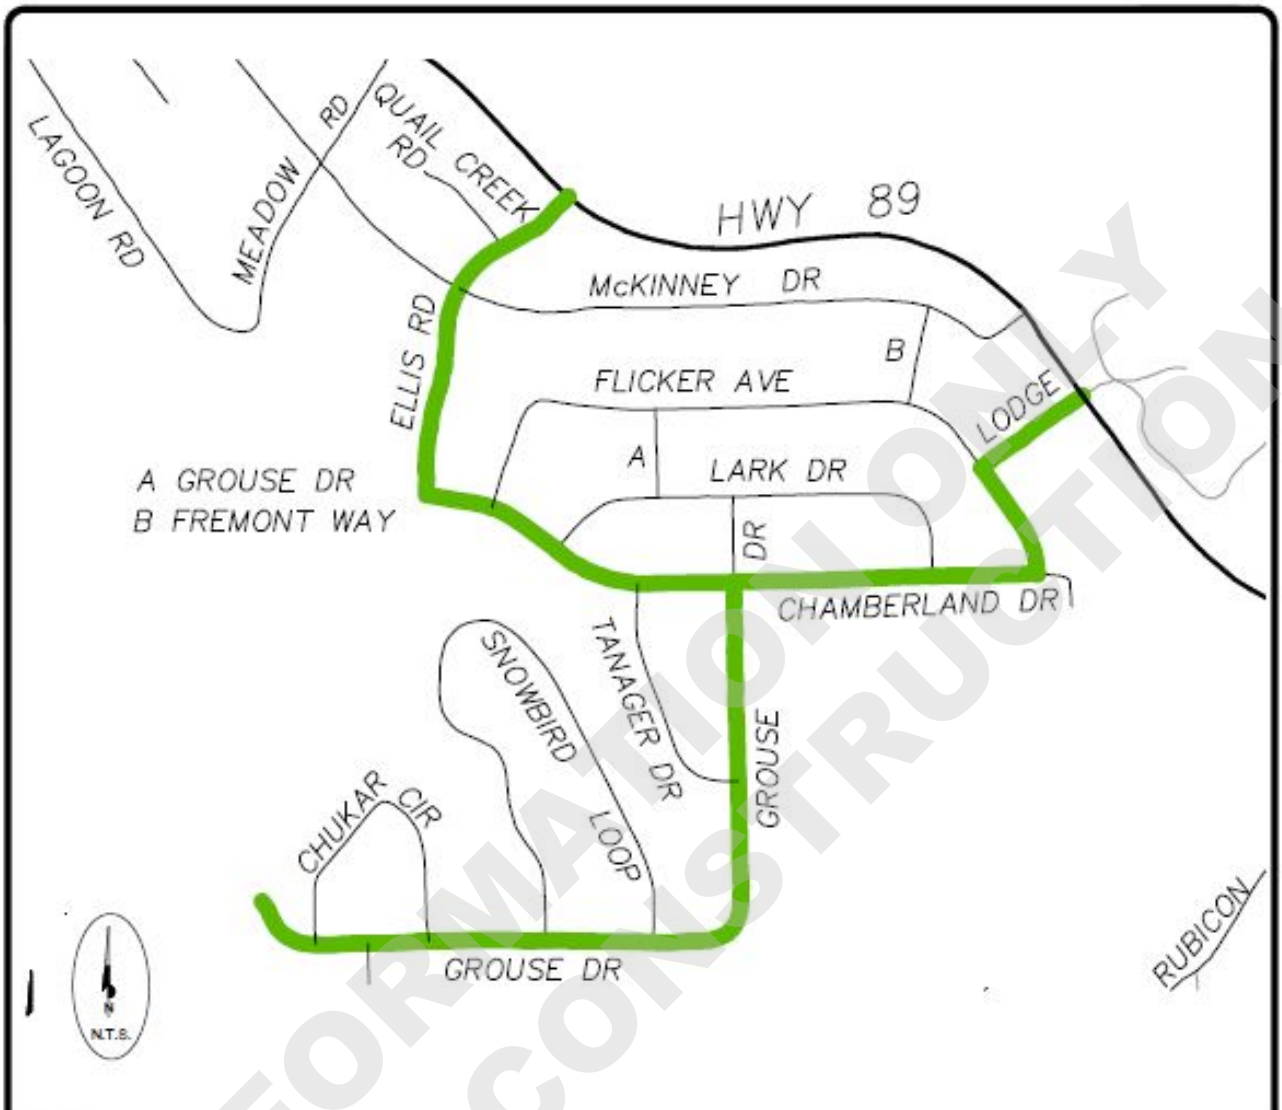 LAGOON RD
MEADOW RD
QUAIL CREEK
RD
HWY 89
McKINNEY DR
ELLIS RD
B
FLICKER AVE
LODGE
A
LARK DR
A GROUSE DR
B FREMONT WAY
DR
CHAMBERLAND DR
TANAGER DR
SNOWBIRD LOOP
GROUSE
CHUKAR CIR
GROUSE DR
RUBICON
N
N.T.S.
FORMATION ONLY
CONSTRUCTION